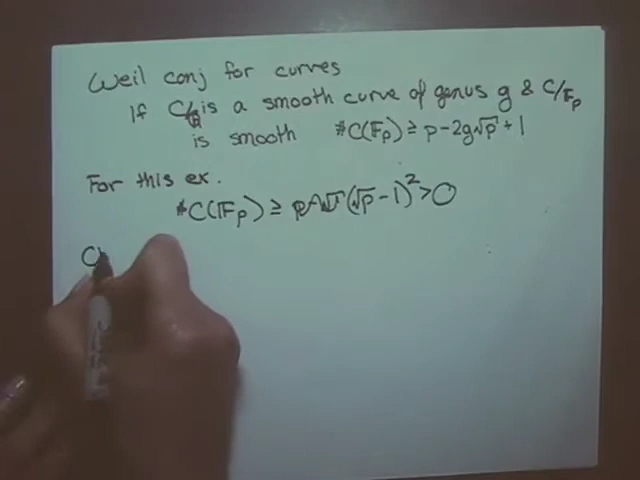 Weil conj for curves
If C/ℚ is a smooth curve of genus g & C/𝔽p
is smooth #C(𝔽p) ≥ p - 2g√p + 1
For this ex.
#C(𝔽p) ≥ (√p - 1)² > 0
C